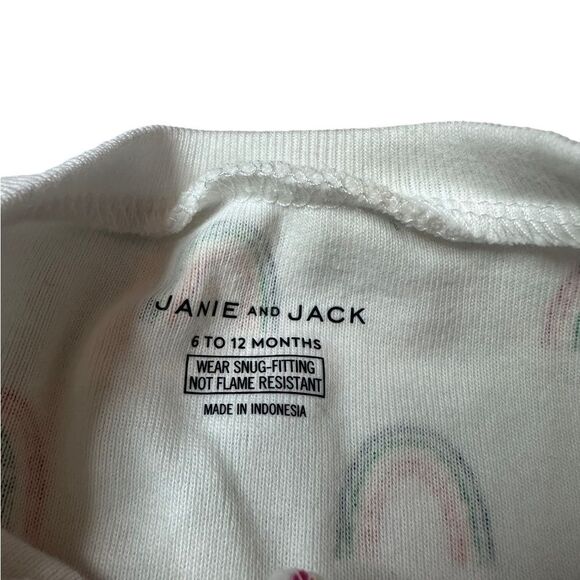 JANIE AND JACK
6 TO 12 MONTHS
WEAR SNUG-FITTING
NOT FLAME RESISTANT
MADE IN INDONESIA